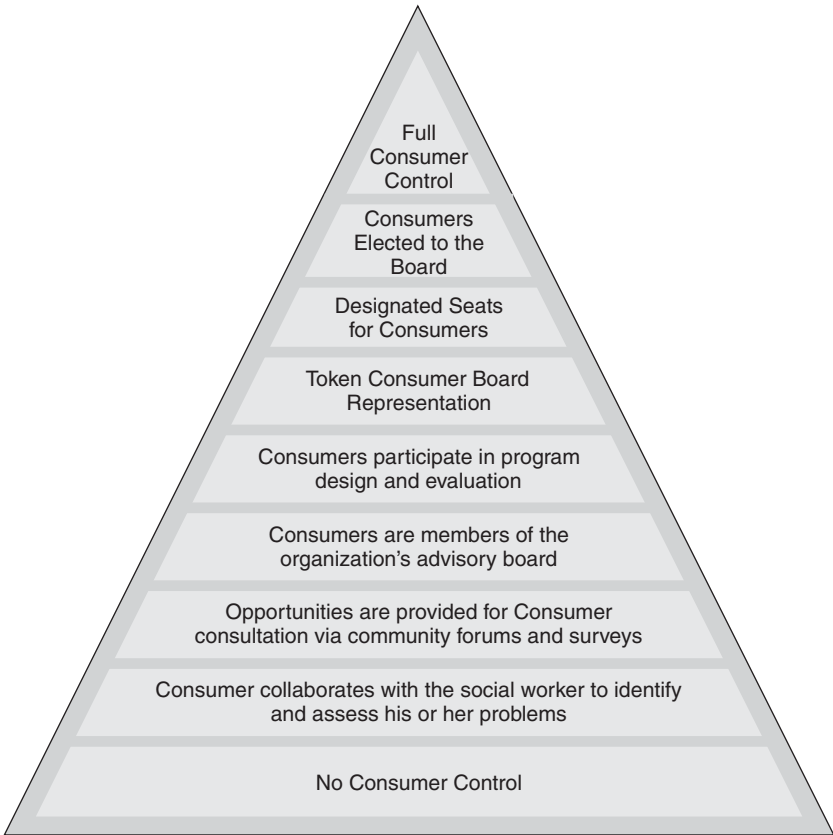 Full
Consumer
Control
Consumers
Elected to the
Board
Designated Seats
for Consumers
Token Consumer Board
Representation
Consumers participate in program
design and evaluation
Consumers are members of the
organization’s advisory board
Opportunities are provided for Consumer
consultation via community forums and surveys
Consumer collaborates with the social worker to identify
and assess his or her problems
No Consumer Control